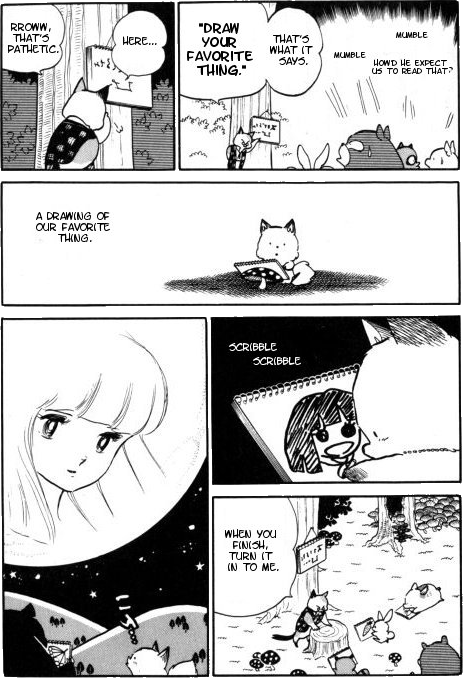 RROWW,
THAT'S
PATHETIC.
HERE...
"DRAW
YOUR
FAVORITE
THING."
THAT'S
WHAT IT
SAYS.
MUMBLE
MUMBLE
HOW'D HE EXPECT
US TO READ THAT?
A DRAWING OF
OUR FAVORITE
THING.
SCRIBBLE
SCRIBBLE
WHEN YOU
FINISH,
TURN IT
IN TO ME.